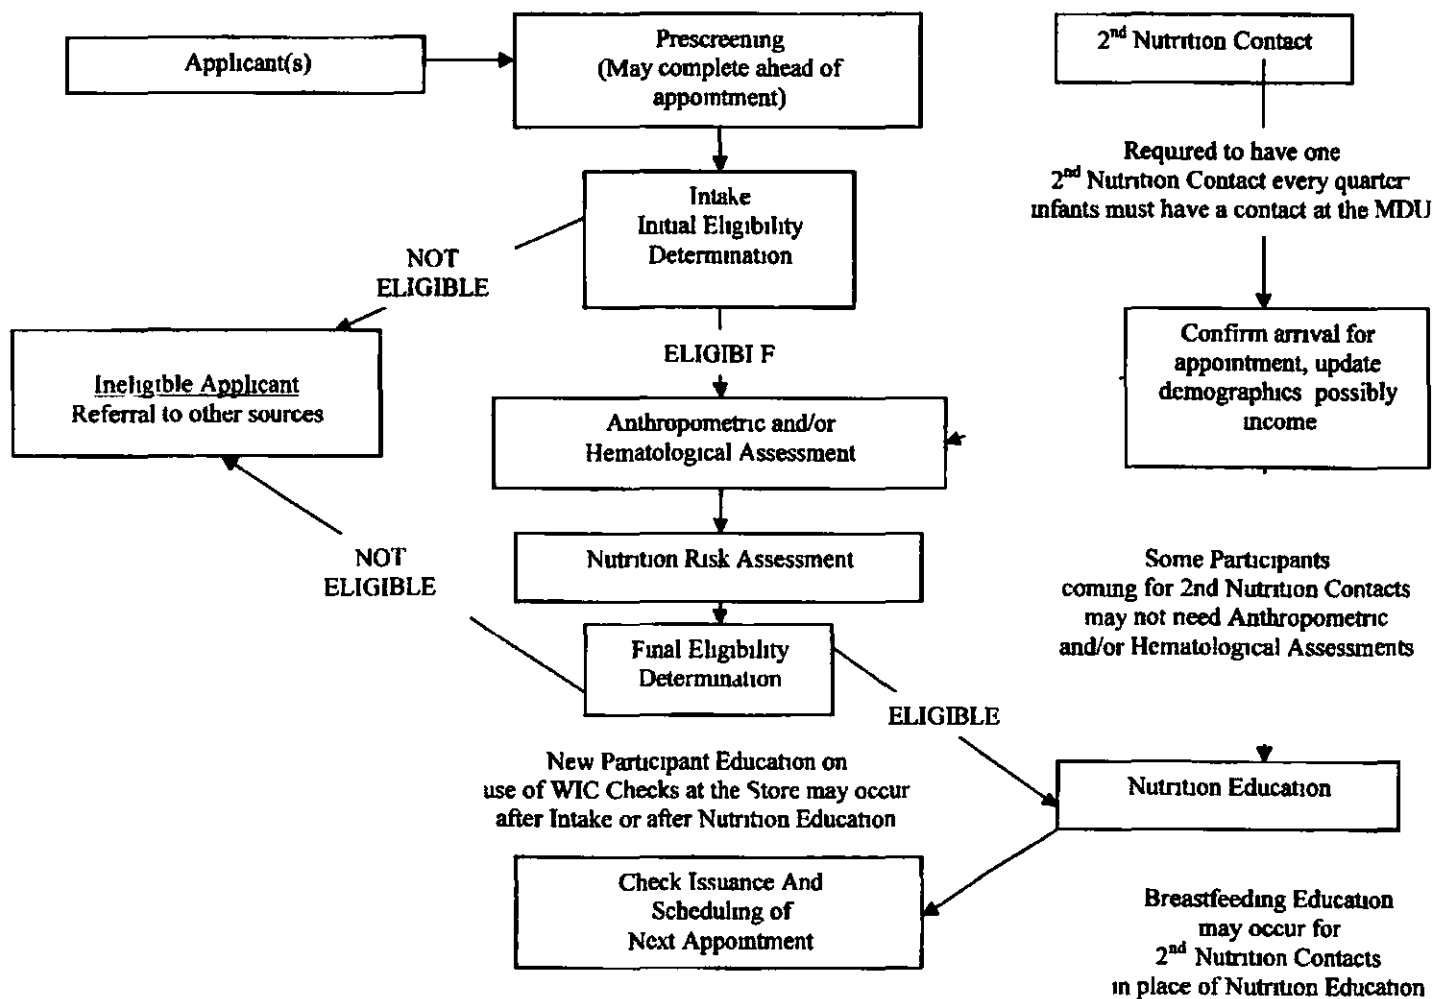 Applicant(s)
Prescreening
(May complete ahead of
appointment)
2nd Nutrition Contact
Required to have one
2nd Nutrition Contact every quarter
infants must have a contact at the MDU
Intake
Initial Eligibility
Determination
NOT
ELIGIBLE
ELIGIBI F
Ineligible Applicant
Referral to other sources
Confirm arrival for
appointment, update
demographics possibly
income
Anthropometric and/or
Hematological Assessment
Nutrition Risk Assessment
NOT
ELIGIBLE
Some Participants
coming for 2nd Nutrition Contacts
may not need Anthropometric
and/or Hematological Assessments
Final Eligibility
Determination
ELIGIBLE
New Participant Education on
use of WIC Checks at the Store may occur
after Intake or after Nutrition Education
Nutrition Education
Check Issuance And
Scheduling of
Next Appointment
Breastfeeding Education
may occur for
2nd Nutrition Contacts
in place of Nutrition Education